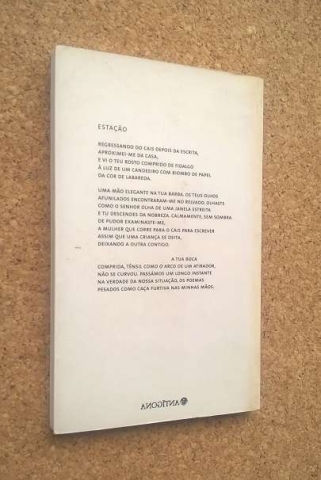 ESTAÇÃO
REGRESSANDO DO CAIS DEPOIS DA ESCRITA,
APROXIMEI-ME DA CASA,
E VI O TEU ROSTO COMPRIDO DE FIDALGO
À LUZ DE UM CANDEEIRO COM BIOMBO DE PAPEL
DA COR DE LABAREDA.
UMA MÃO ELEGANTE NA TUA BARBA. OS TEUS OLHOS
AFUNILADOS ENCONTRARAM-ME NO RELVADO. OLHASTE
COMO O SENHOR OLHA DE UMA JANELA ESTREITA
E TU DESCENDES DA NOBREZA. CALMAMENTE, SEM SOMBRA
DE PUDOR EXAMINASTE-ME,
A MULHER QUE CORRE PARA O CAIS PARA ESCREVER
ASSIM QUE UMA CRIANÇA SE DEITA,
DEIXANDO A OUTRA CONTIGO.
A TUA BOCA
COMPRIDA, TÉNSIL COMO O ARCO DE UM ATIRADOR,
NÃO SE CURVOU. PASSÁMOS UM LONGO INSTANTE
NA VERDADE DA NOSSA SITUAÇÃO, OS POEMAS
PESADOS COMO CAÇA FURTIVA NAS MINHAS MÃOS.
ANTÍGONA